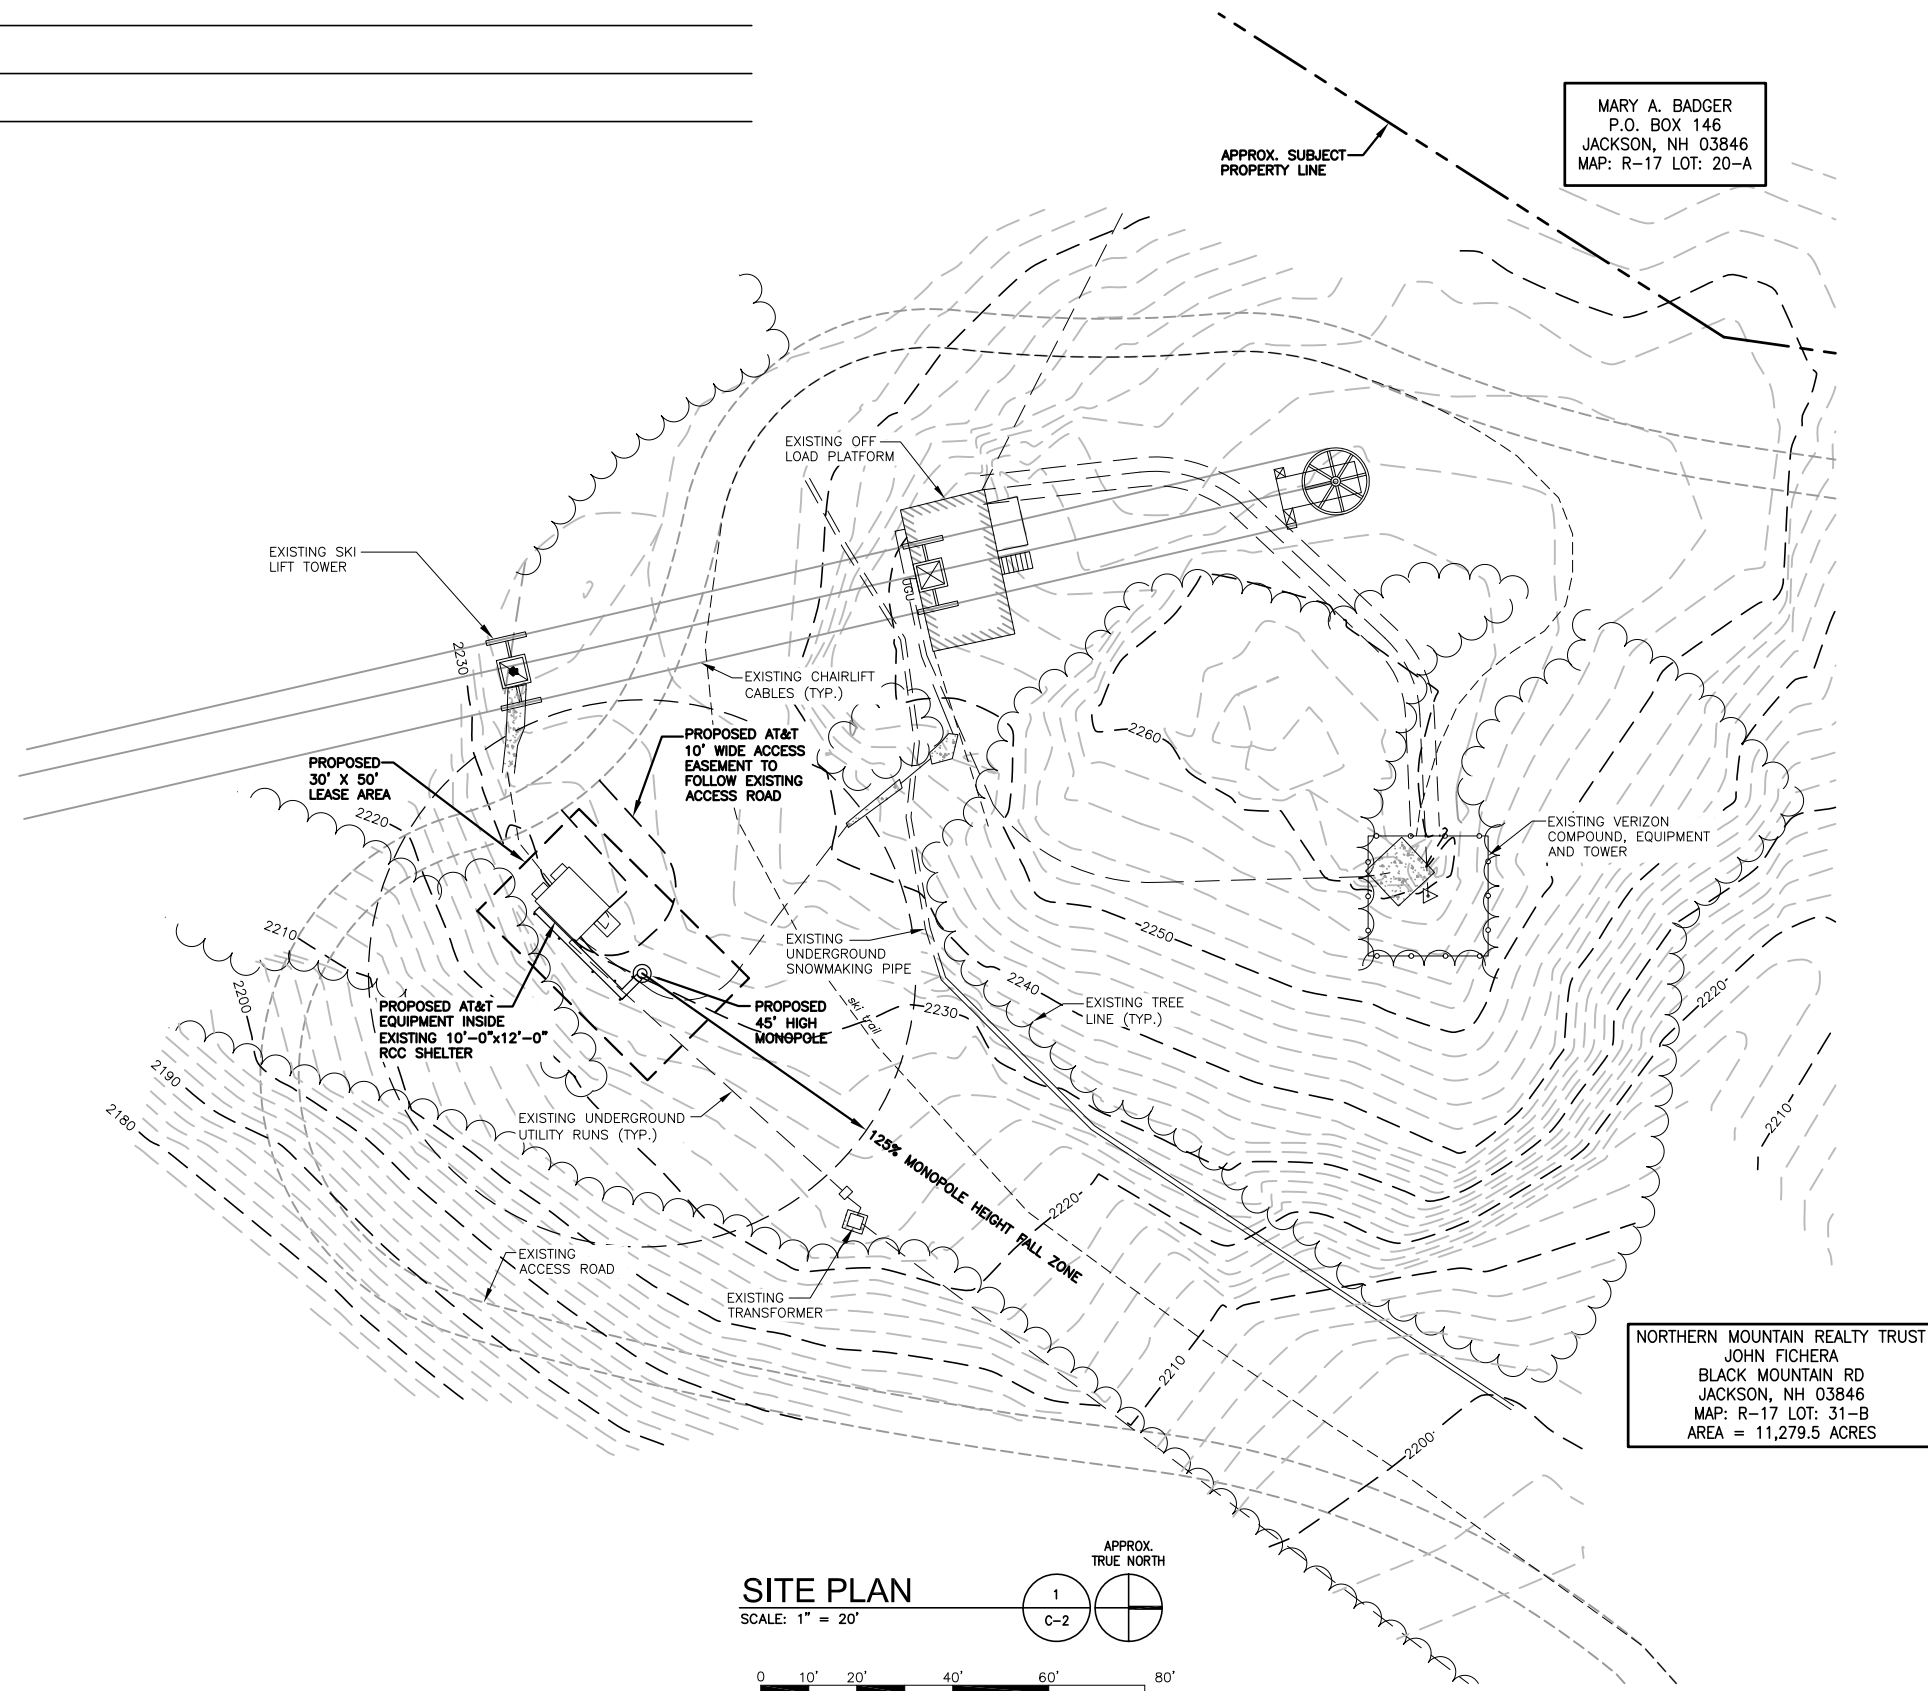 MARY A. BADGER
P.O. BOX 146
JACKSON, NH 03846
MAP: R-17 LOT: 20-A
APPROX. SUBJECT
PROPERTY LINE
EXISTING OFF
LOAD PLATFORM
EXISTING SKI
LIFT TOWER
UGU
2230
EXISTING CHAIRLIFT
CABLES (TYP.)
PROPOSED AT&T
10' WIDE ACCESS
EASEMENT TO
FOLLOW EXISTING
ACCESS ROAD
2260
PROPOSED
30' X 50'
LEASE AREA
2220
EXISTING VERIZON
COMPOUND, EQUIPMENT
AND TOWER
2210
2250
EXISTING
UNDERGROUND
SNOWMAKING PIPE
2200
2240
2220
PROPOSED AT&T
EQUIPMENT INSIDE
EXISTING 10'-0"x12'-0"
RCC SHELTER
PROPOSED
45' HIGH
MONOPOLE
ski trail
2230
EXISTING TREE
LINE (TYP.)
2190
2180
2210
EXISTING UNDERGROUND
UTILITY RUNS (TYP.)
125% MONOPOLE HEIGHT FALL ZONE
2220
EXISTING
ACCESS ROAD
EXISTING
TRANSFORMER
2210
NORTHERN MOUNTAIN REALTY TRUST
JOHN FICHERA
BLACK MOUNTAIN RD
JACKSON, NH 03846
MAP: R-17 LOT: 31-B
AREA = 11,279.5 ACRES
2200
APPROX.
TRUE NORTH
SITE PLAN
SCALE: 1" = 20'
1
C-2
0 10' 20' 40' 60' 80'